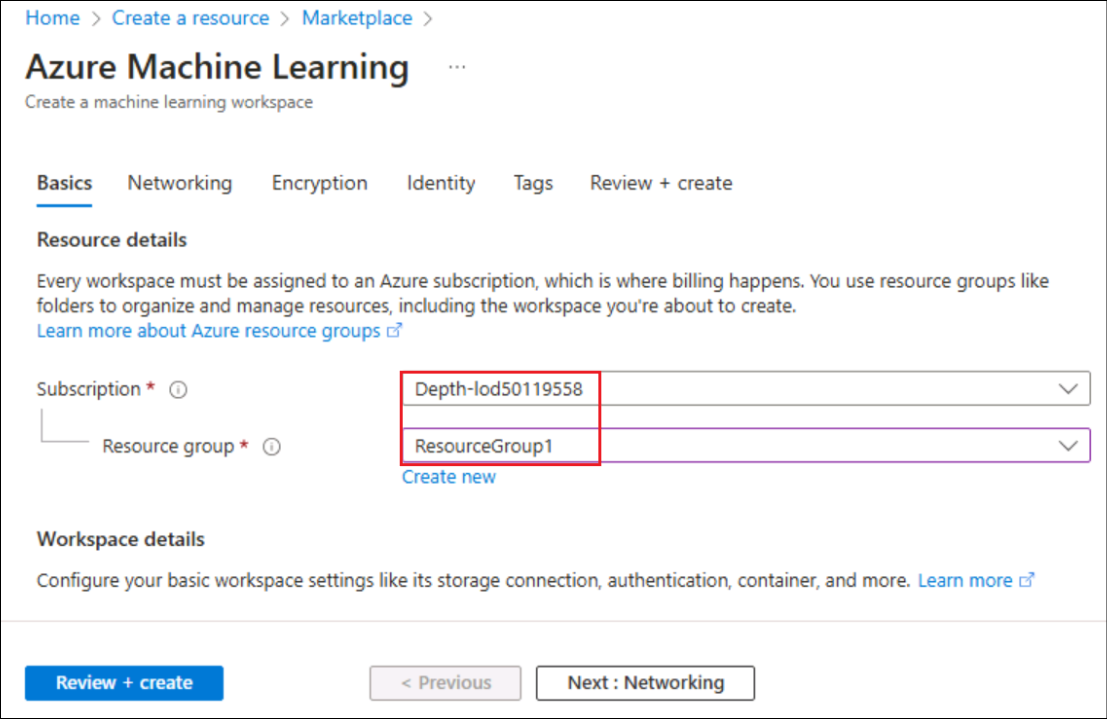 Home > Create a resource > Marketplace >
Azure Machine Learning ...
Create a machine learning workspace
Basics Networking Encryption Identity Tags Review + create
Resource details
Every workspace must be assigned to an Azure subscription, which is where billing happens. You use resource groups like
folders to organize and manage resources, including the workspace you're about to create.
Learn more about Azure resource groups
Subscription * Depth-lod50119558
Resource group * ResourceGroup1
Create new
Workspace details
Configure your basic workspace settings like its storage connection, authentication, container, and more. Learn more
Review + create < Previous Next : Networking